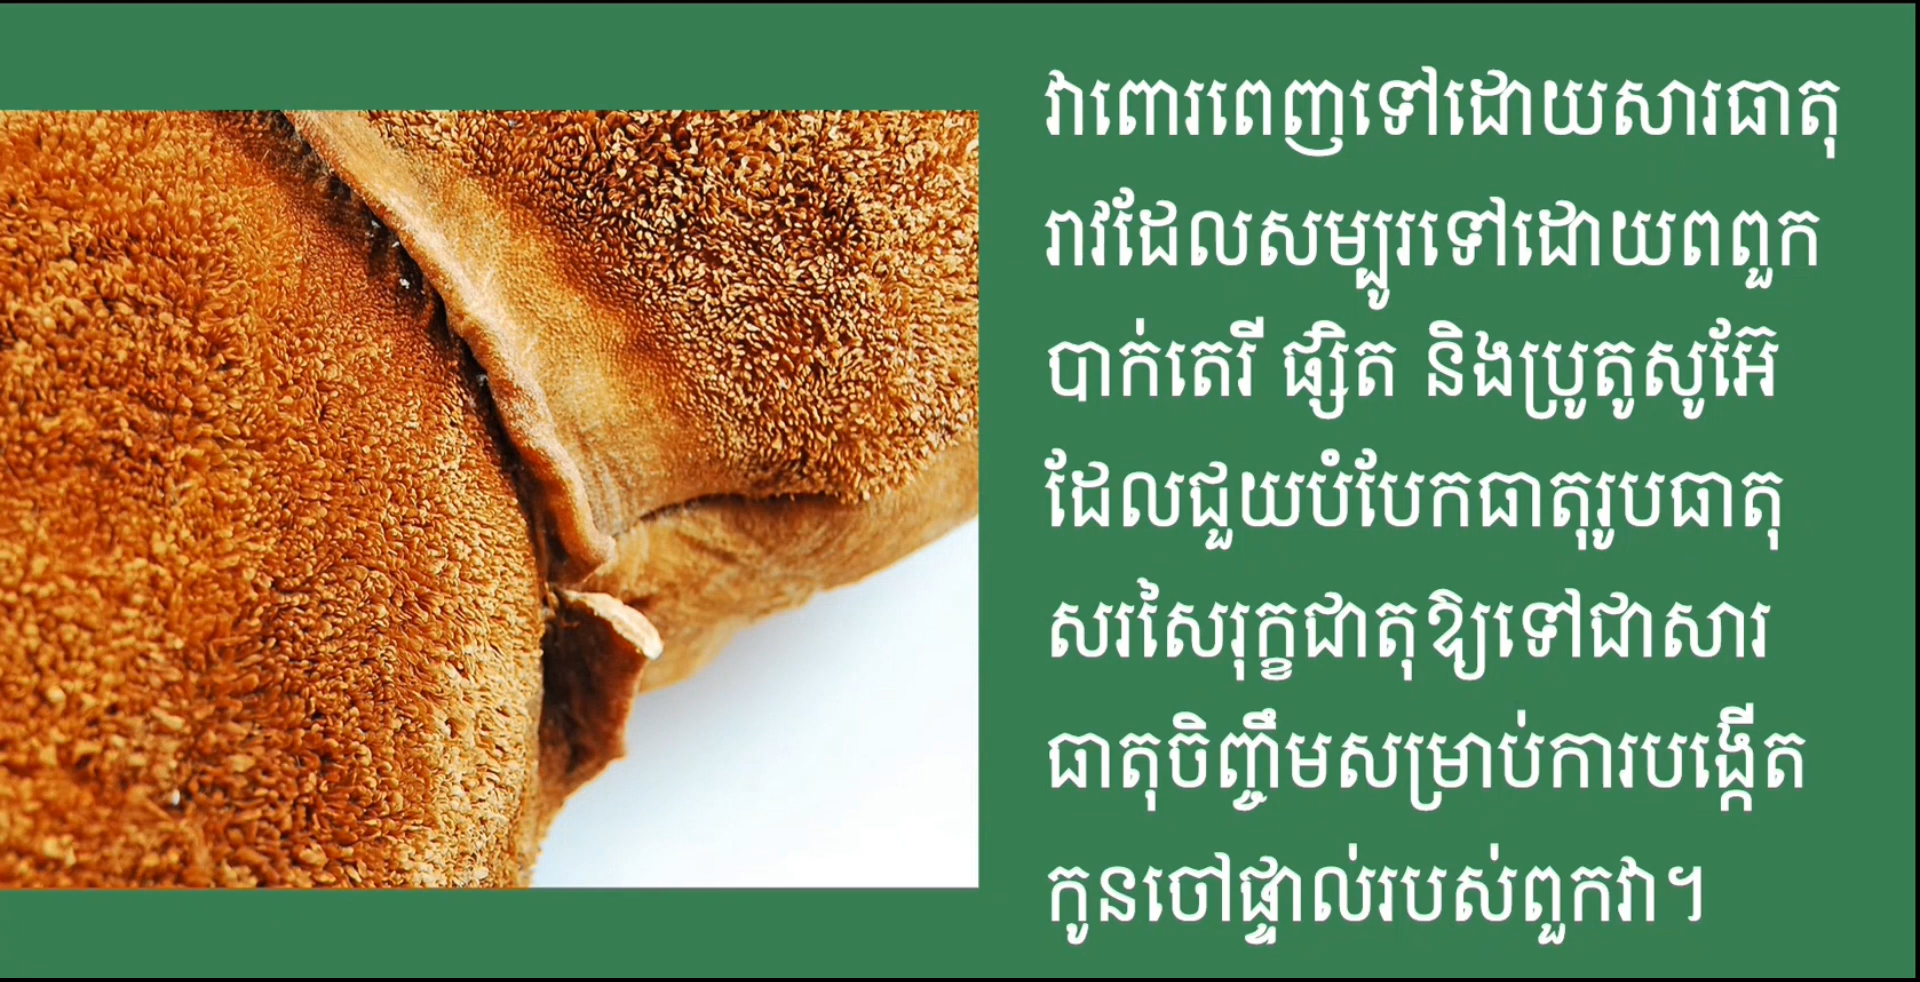 វាពោរពេញទៅដោយសារធាតុ
រាវដែលសម្បូរទៅដោយពពួក
បាក់តេរី ផ្សិត និងប្រូតូសូអ៊ែ
ដែលជួយបំបែកធាតុរូបធាតុ
សរសៃរុក្ខជាតុឱ្យទៅជាសារ
ធាតុចិញ្ចឹមសម្រាប់ការបង្កើត
កូនចៅផ្ទាល់របស់ពួកវា។